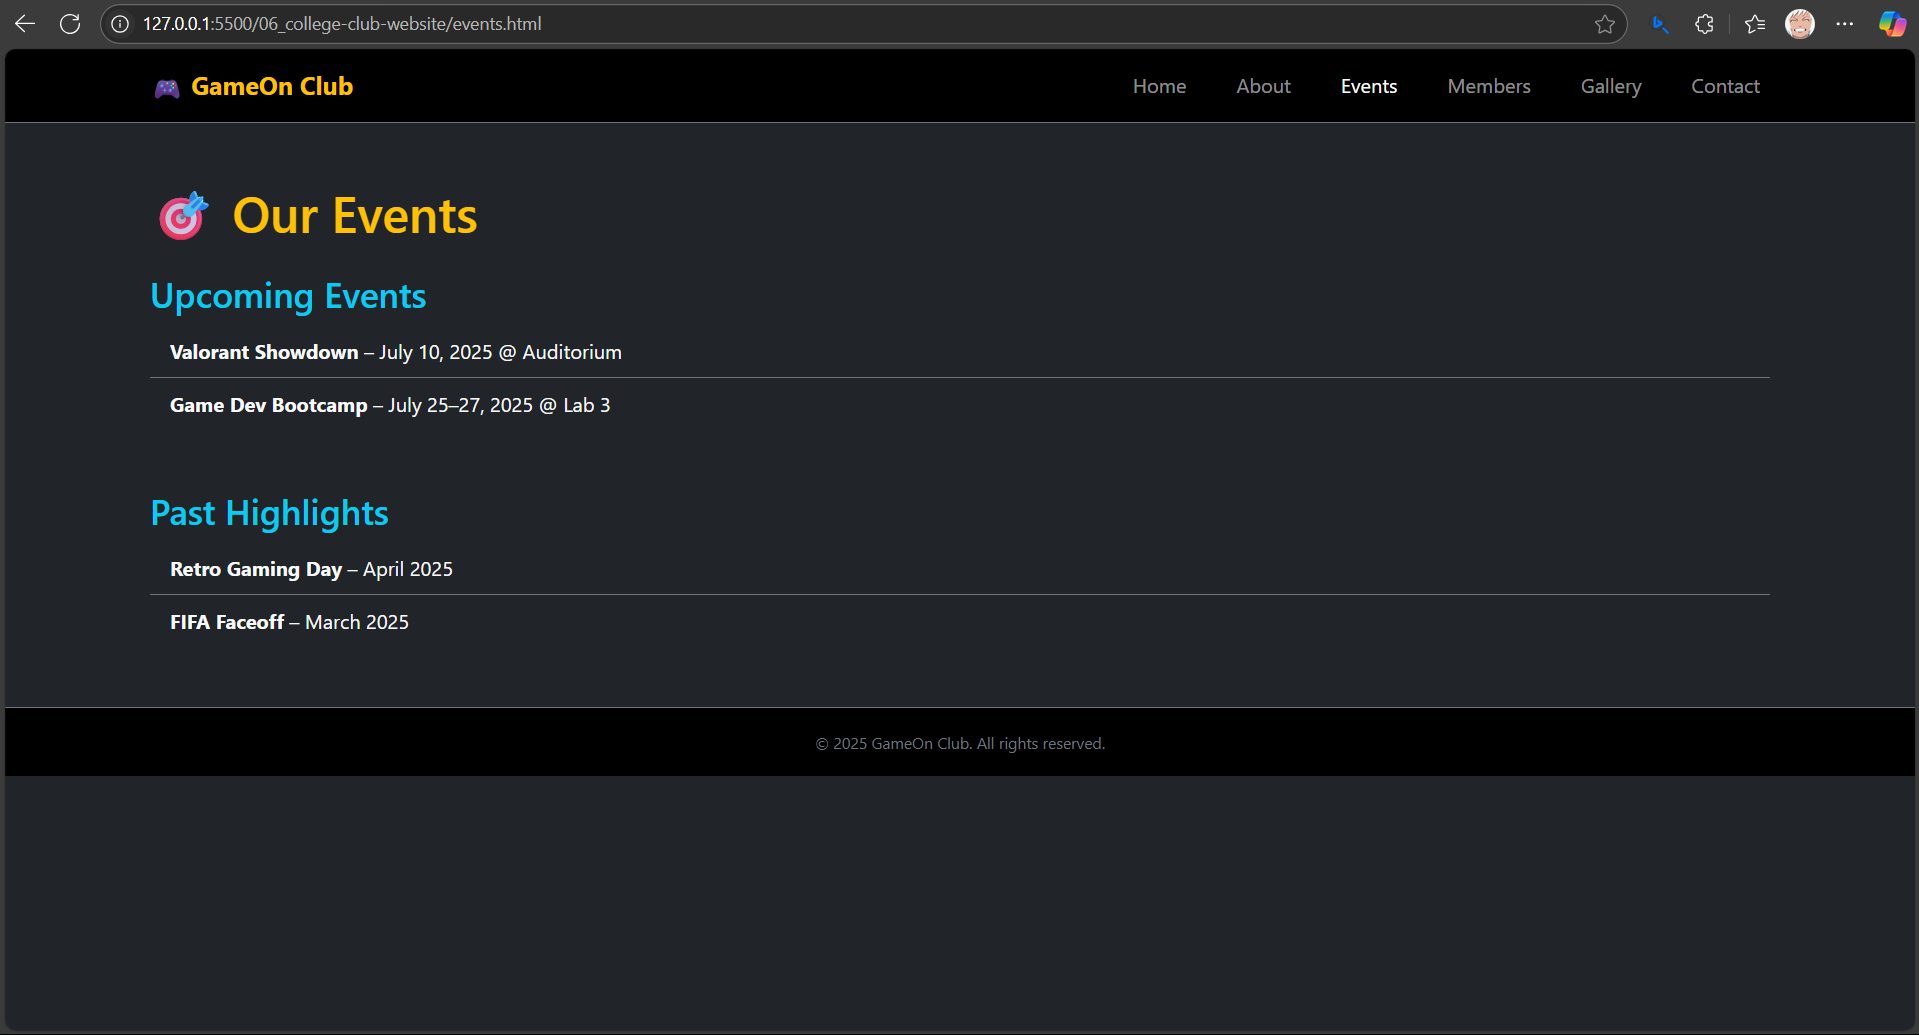 127.0.0.1:5500/06_college-club-website/events.html
🎮 GameOn Club
Home About Events Members Gallery Contact
🎯 Our Events
Upcoming Events
Valorant Showdown – July 10, 2025 @ Auditorium
Game Dev Bootcamp – July 25–27, 2025 @ Lab 3
Past Highlights
Retro Gaming Day – April 2025
FIFA Faceoff – March 2025
© 2025 GameOn Club. All rights reserved.